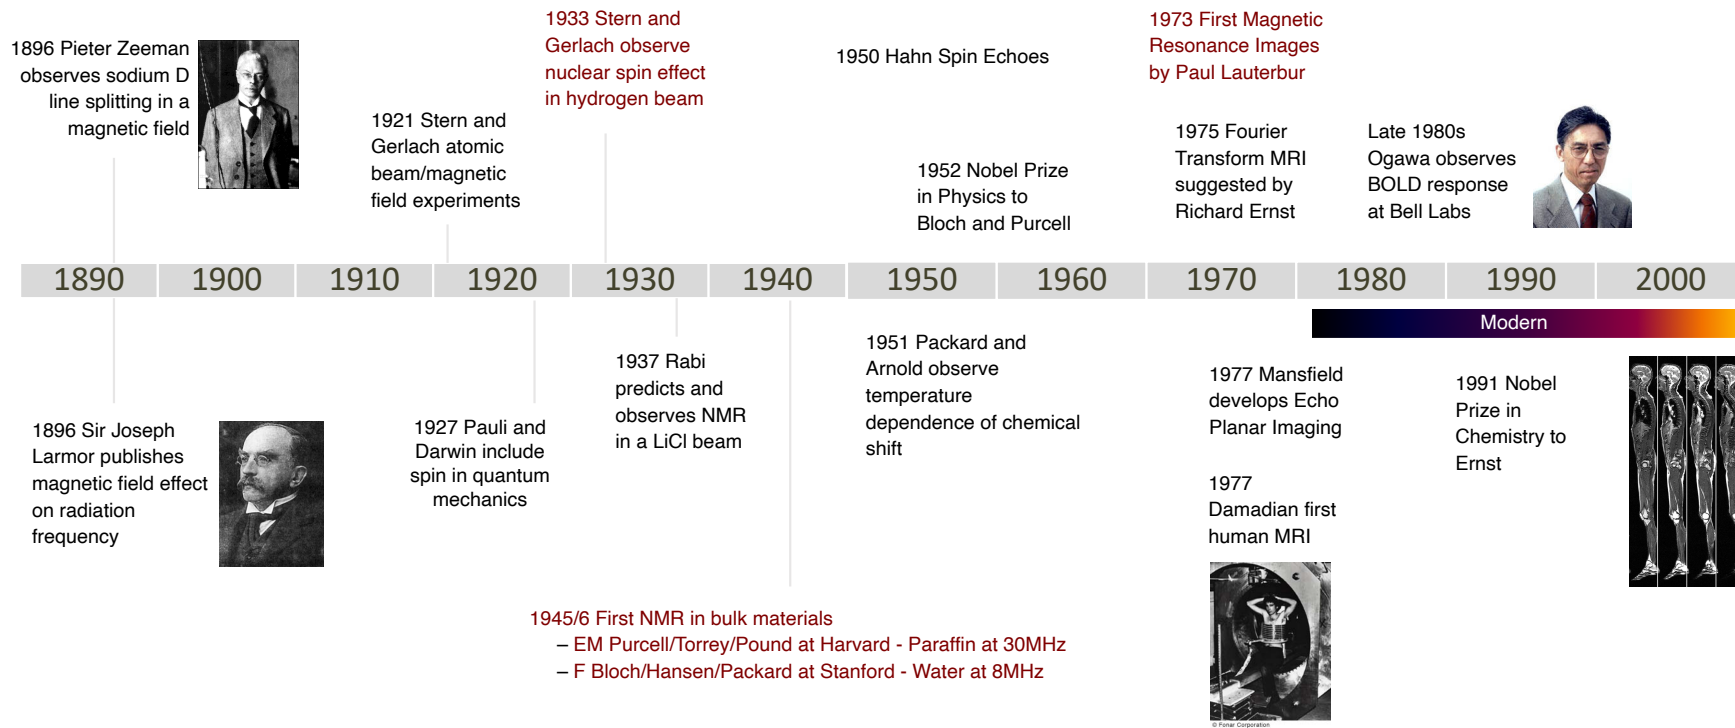 1896 Pieter Zeeman
observes sodium D
line splitting in a
magnetic field
1921 Stern and
Gerlach atomic
beam/magnetic
field experiments
1933 Stern and
Gerlach observe
nuclear spin effect
in hydrogen beam
1950 Hahn Spin Echoes
1952 Nobel Prize
in Physics to
Bloch and Purcell
1973 First Magnetic
Resonance Images
by Paul Lauterbur
1975 Fourier
Transform MRI
suggested by
Richard Ernst
Late 1980s
Ogawa observes
BOLD response
at Bell Labs
1890 1900 1910 1920 1930 1940 1950 1960 1970 1980 1990 2000
Modern
1896 Sir Joseph
Larmor publishes
magnetic field effect
on radiation
frequency
1927 Pauli and
Darwin include
spin in quantum
mechanics
1937 Rabi
predicts and
observes NMR
in a LiCl beam
1945/6 First NMR in bulk materials
– EM Purcell/Torrey/Pound at Harvard - Paraffin at 30MHz
– F Bloch/Hansen/Packard at Stanford - Water at 8MHz
1951 Packard and
Arnold observe
temperature
dependence of chemical
shift
1977 Mansfield
develops Echo
Planar Imaging
1977
Damadian first
human MRI
© Fonar Corporation
1991 Nobel
Prize in
Chemistry to
Ernst